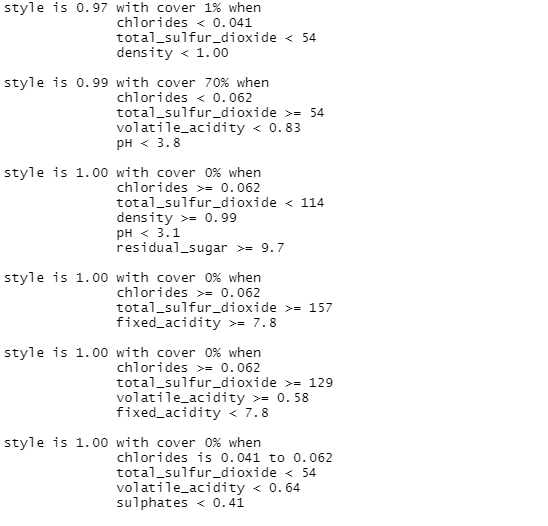 style is 0.97 with cover 1% when
chlorides < 0.041
total_sulfur_dioxide < 54
density < 1.00
style is 0.99 with cover 70% when
chlorides < 0.062
total_sulfur_dioxide >= 54
volatile_acidity < 0.83
pH < 3.8
style is 1.00 with cover 0% when
chlorides >= 0.062
total_sulfur_dioxide < 114
density >= 0.99
pH < 3.1
residual_sugar >= 9.7
style is 1.00 with cover 0% when
chlorides >= 0.062
total_sulfur_dioxide >= 157
fixed_acidity >= 7.8
style is 1.00 with cover 0% when
chlorides >= 0.062
total_sulfur_dioxide >= 129
volatile_acidity >= 0.58
fixed_acidity < 7.8
style is 1.00 with cover 0% when
chlorides is 0.041 to 0.062
total_sulfur_dioxide < 54
volatile_acidity < 0.64
sulphates < 0.41